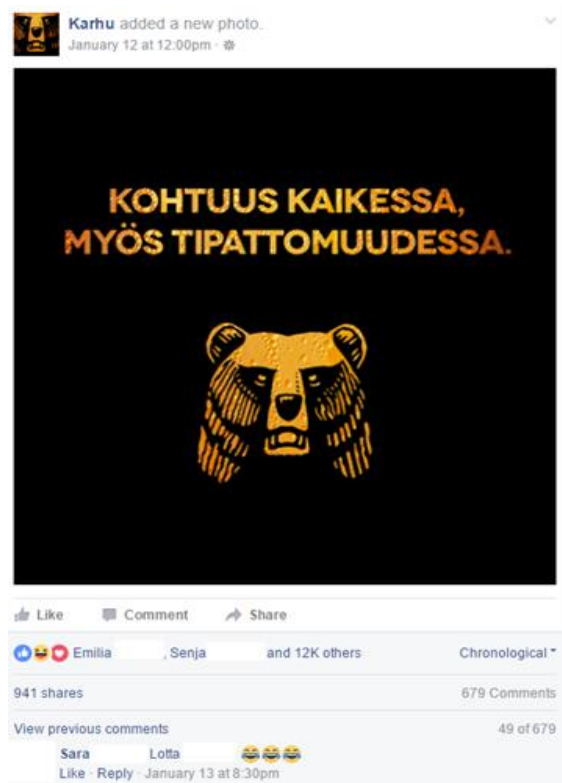 Karhu added a new photo.
January 12 at 12:00pm ·
KOHTUUS KAIKESSA,
MYÖS TIPATTOMUUDESSA.
Like Comment Share
Emilia , Senja and 12K others Chronological
941 shares 679 Comments
View previous comments 49 of 679
Sara Lotta 😂😂😂
Like · Reply · January 13 at 8:30pm